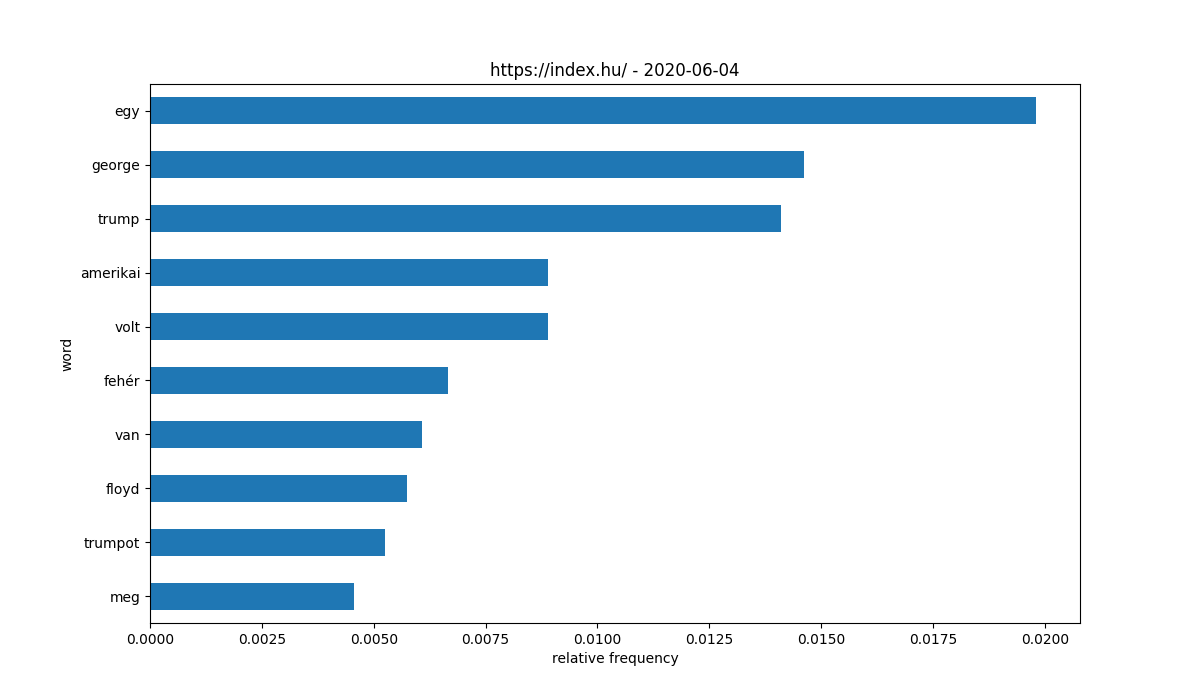 https://index.hu/ - 2020-06-04
egy
george
trump
amerikai
volt
fehér
van
floyd
trumpot
meg
word
0.0000 0.0025 0.0050 0.0075 0.0100 0.0125 0.0150 0.0175 0.0200
relative frequency